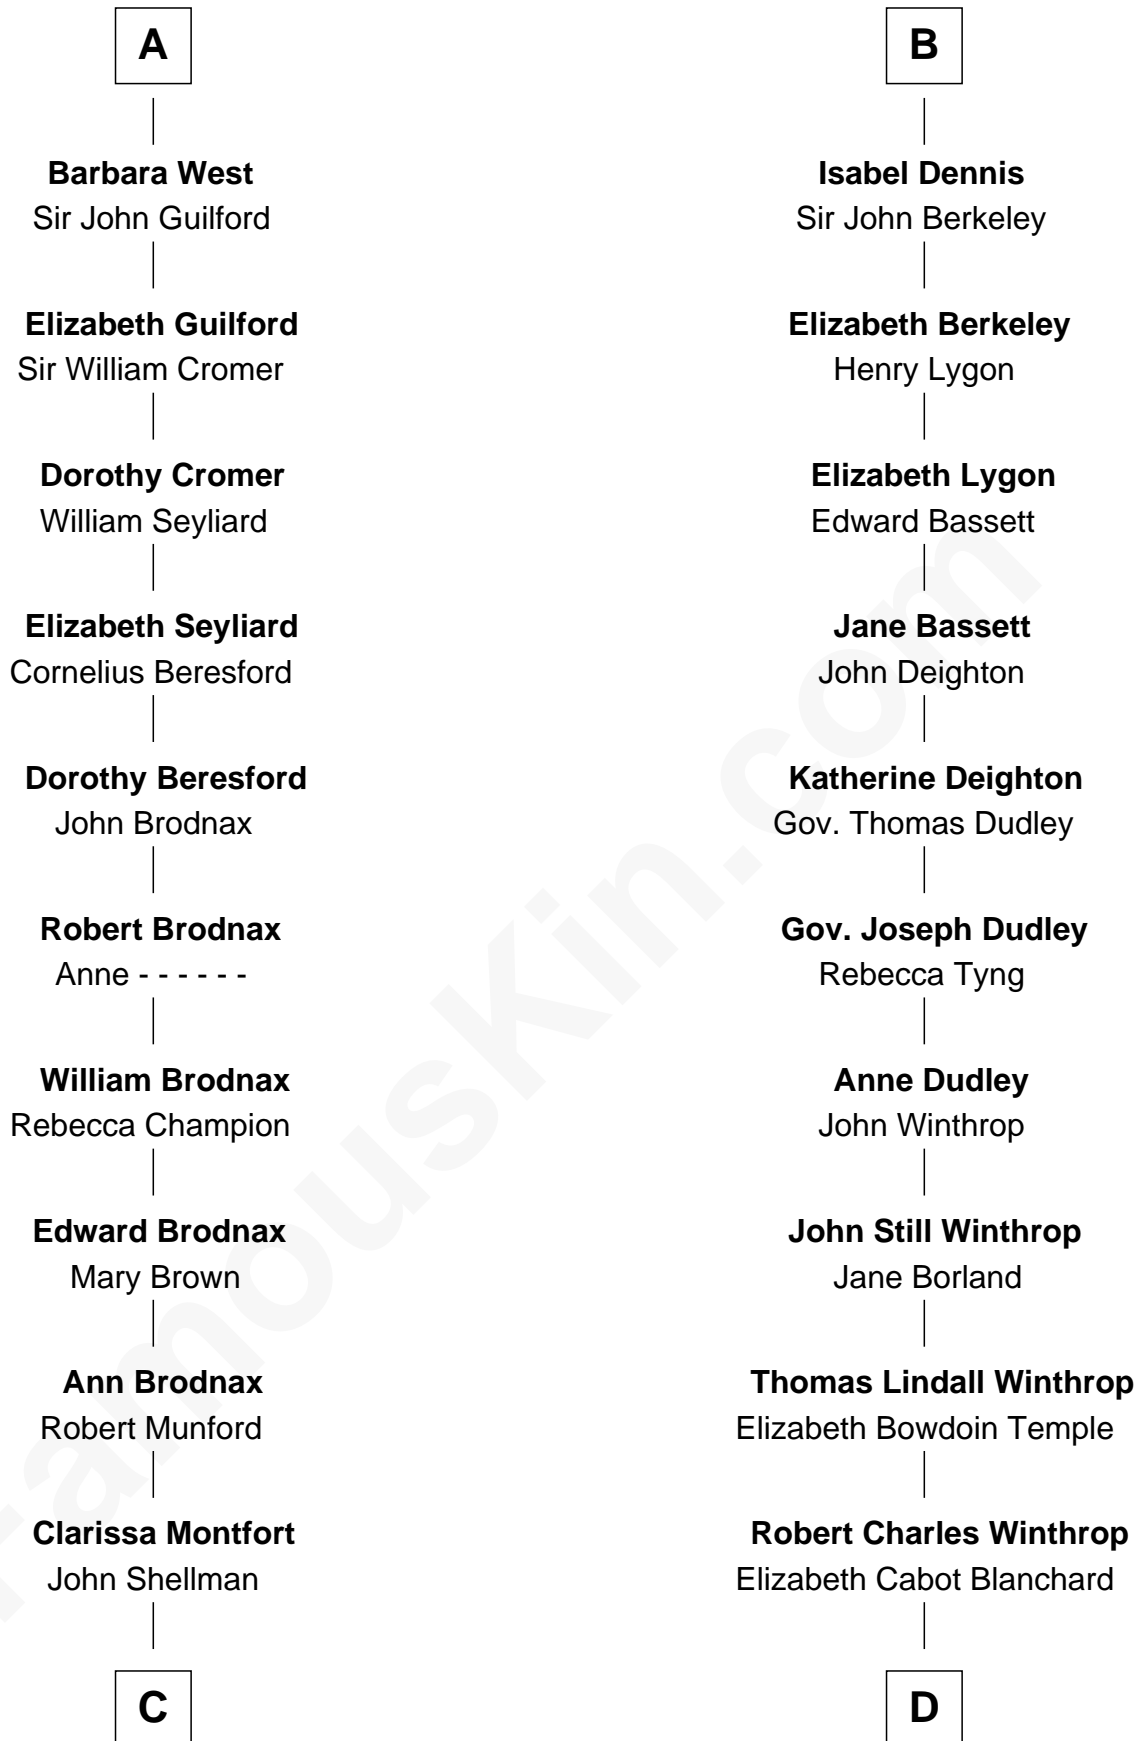 A
Barbara West
Sir John Guilford
Elizabeth Guilford
Sir William Cromer
Dorothy Cromer
William Seyliard
Elizabeth Seyliard
Cornelius Beresford
Dorothy Beresford
John Brodnax
Robert Brodnax
Anne - - - - - -
William Brodnax
Rebecca Champion
Edward Brodnax
Mary Brown
Ann Brodnax
Robert Munford
Clarissa Montfort
John Shellman
C
B
Isabel Dennis
Sir John Berkeley
Elizabeth Berkeley
Henry Lygon
Elizabeth Lygon
Edward Bassett
Jane Bassett
John Deighton
Katherine Deighton
Gov. Thomas Dudley
Gov. Joseph Dudley
Rebecca Tyng
Anne Dudley
John Winthrop
John Still Winthrop
Jane Borland
Thomas Lindall Winthrop
Elizabeth Bowdoin Temple
Robert Charles Winthrop
Elizabeth Cabot Blanchard
D
FamousKin.com